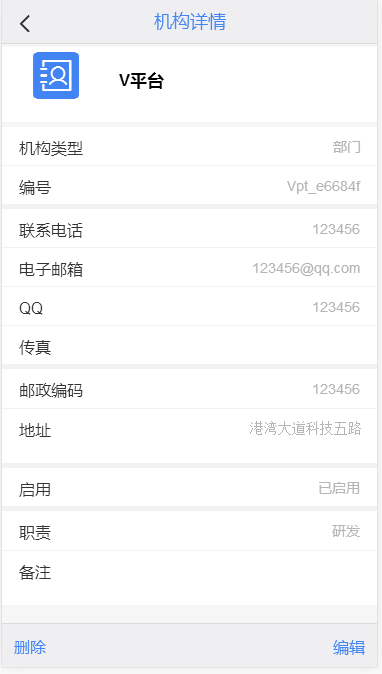 机构详情
V平台
机构类型 部门
编号 Vpt_e6684f
联系电话 123456
电子邮箱 123456@qq.com
QQ 123456
传真
邮政编码 123456
地址 港湾大道科技五路
启用 已启用
职责 研发
备注
删除 编辑